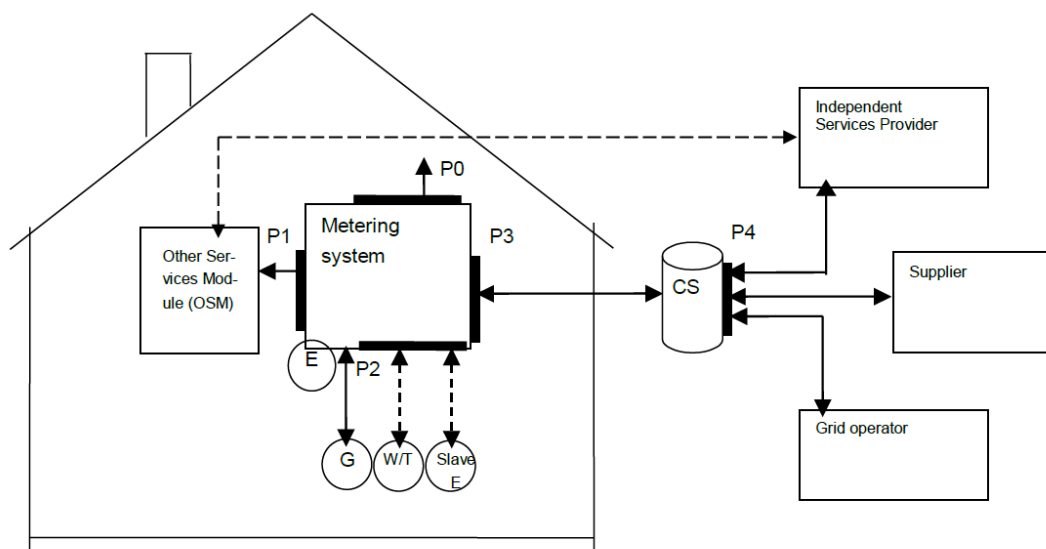 Independent
Services Provider
P0
P1
Metering
system
P3
P4
Other Ser-
vices Mod-
ule (OSM)
CS
Supplier
E
P2
Grid operator
G
W/T
Slave
E